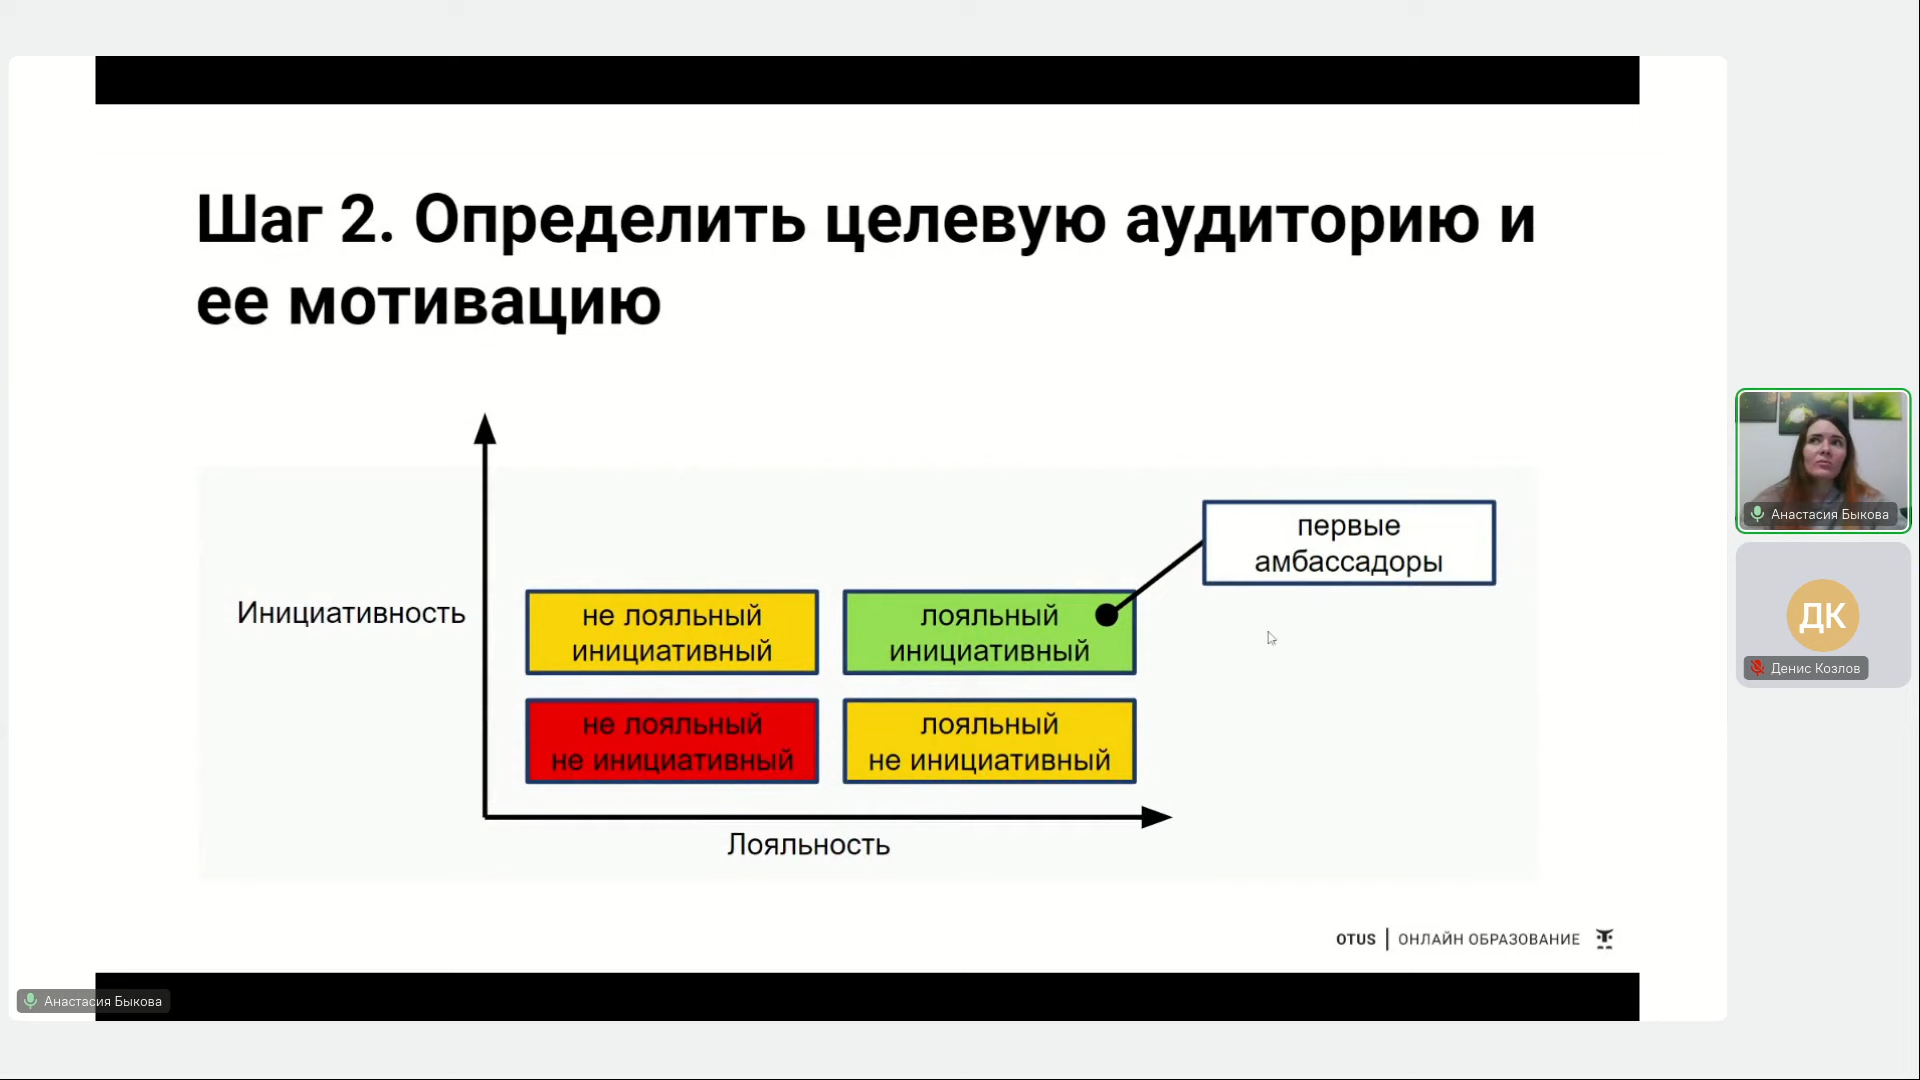 Шаг 2. Определить целевую аудиторию и
ее мотивацию
первые
амбассадоры
Инициативность
не лояльный
инициативный
лояльный
инициативный
не лояльный
не инициативный
лояльный
не инициативный
Лояльность
OTUS | ОНЛАЙН ОБРАЗОВАНИЕ
Анастасия Быкова
Анастасия Быкова
ДК
Денис Козлов